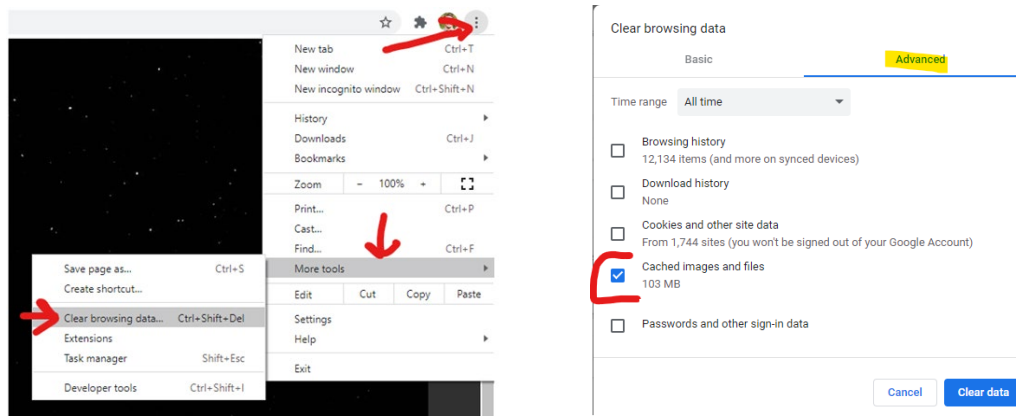 New tab Ctrl+T
New window Ctrl+N
New incognito window Ctrl+Shift+N
History
Downloads Ctrl+J
Bookmarks
Zoom - 100% +
Print... Ctrl+P
Cast...
Find... Ctrl+F
More tools
Edit Cut Copy Paste
Settings
Help
Exit
Save page as... Ctrl+S
Create shortcut...
Clear browsing data... Ctrl+Shift+Del
Extensions
Task manager Shift+Esc
Developer tools Ctrl+Shift+I
Clear browsing data
Basic Advanced
Time range All time
Browsing history
12,134 items (and more on synced devices)
Download history
None
Cookies and other site data
From 1,744 sites (you won't be signed out of your Google Account)
Cached images and files
103 MB
Passwords and other sign-in data
Cancel Clear data